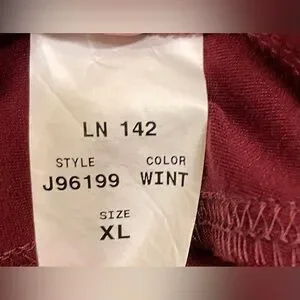 LN 142
STYLE COLOR
J96199 WINT
SIZE
XL